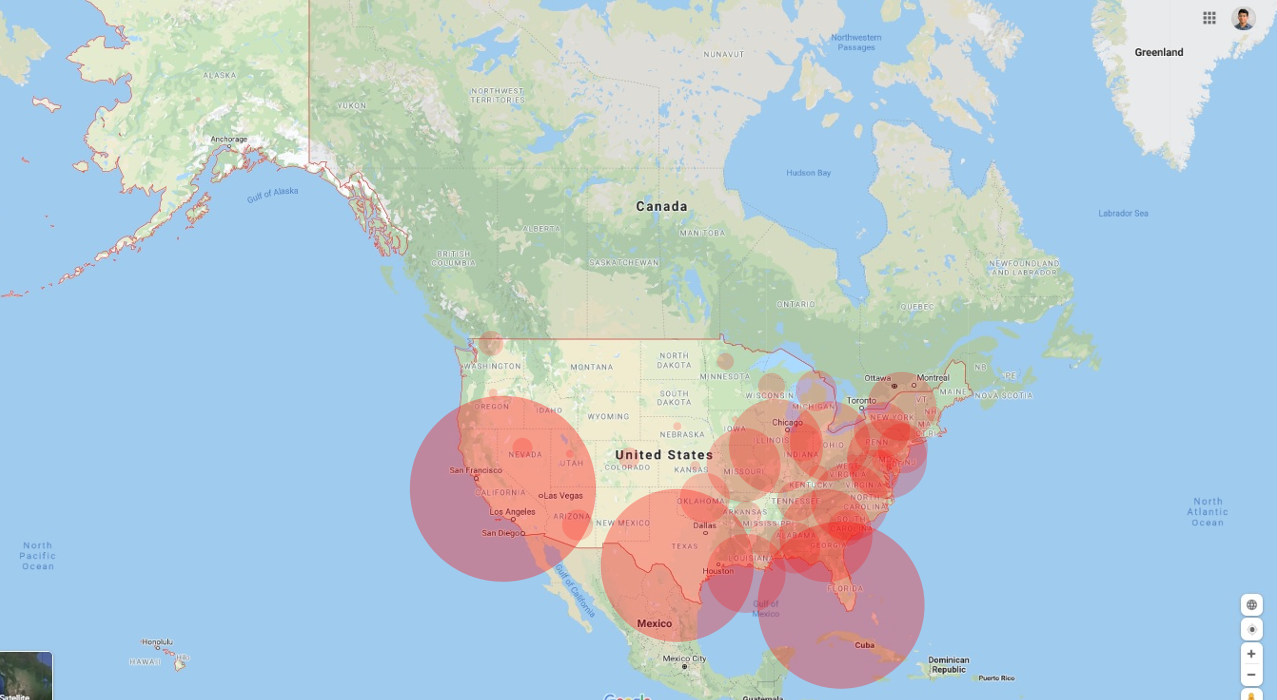 Greenland
Northwestern
Passages
NUNAVUT
ALASKA
NORTHWEST
TERRITORIES
YUKON
Anchorage
Hudson Bay
Gulf of Alaska
Canada
Labrador Sea
ALBERTA
MANITOBA
BRITISH
COLUMBIA
SASKATCHEWAN
NEWFOUNDLAND
AND LABRADOR
ONTARIO
QUEBEC
WASHINGTON
MONTANA
NORTH
DAKOTA
MINNESOTA
Ottawa
Montreal
NB
PE
MAINE
NOVA SCOTIA
SOUTH
DAKOTA
WISCONSIN
MICHIGAN
Toronto
VT
NH
OREGON
IDAHO
WYOMING
NEW YORK
MA
IOWA
Chicago
NEBRASKA
ILLINOIS
INDIANA
OHIO
PENN
NEVADA
UTAH
COLORADO
United States
KANSAS
MISSOURI
WEST
VIRGINIA
VIRGINIA
San Francisco
CALIFORNIA
Las Vegas
KENTUCKY
OKLAHOMA
TENNESSEE
NORTH
CAROLINA
Los Angeles
ARIZONA
NEW MEXICO
ARKANSAS
Dallas
MISSISSIPPI
SOUTH
CAROLINA
San Diego
TEXAS
ALABAMA
GEORGIA
LOUISIANA
Houston
Gulf of California
FLORIDA
Gulf of
Mexico
Mexico
Cuba
Mexico City
Dominican
Republic
Puerto Rico
Guatemala
North
Pacific
Ocean
North
Atlantic
Ocean
Honolulu
HAWAII
HI
Satellite
Google